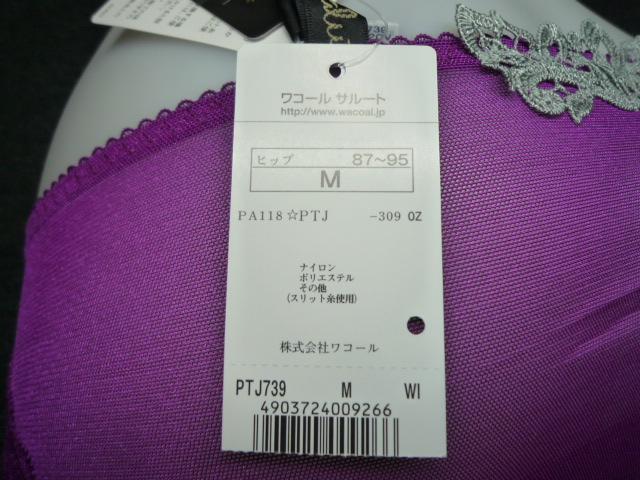 ワコール サルート
http://www.wacoal.jp
ヒップ 87~95
M
PA118☆PTJ -309 OZ
ナイロン
ポリエステル
その他
(スリット糸使用)
株式会社ワコール
PTJ739 M WI
4903724009266